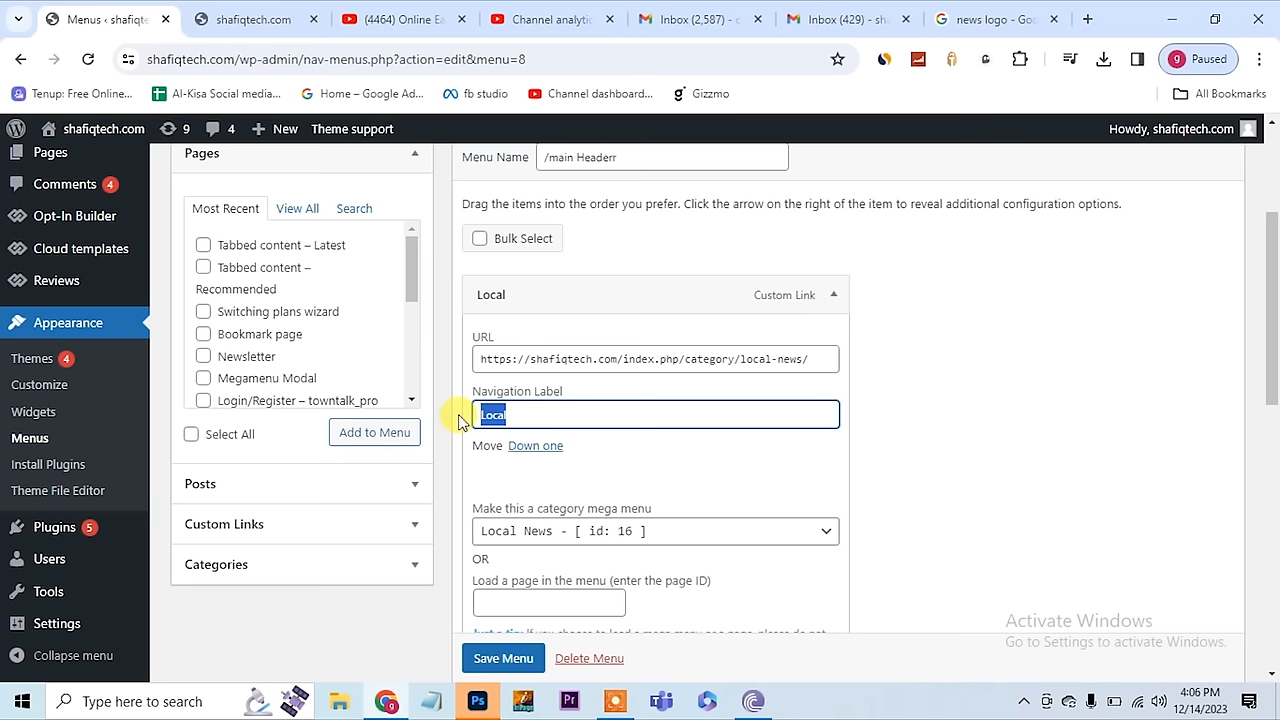 Menus ‹ shafiqtech.c
shafiqtech.com
(4464) Online Ea
Channel analytic
Inbox (2,587) - c
Inbox (429) - sh
news logo - Goo
shafiqtech.com/wp-admin/nav-menus.php?action=edit&menu=8
g Paused
Tenup: Free Onlin...
AI-Kisa Social media...
Home – Google Ad...
fb studio
Channel dashboard...
Gizzmo
All Bookmarks
shafiqtech.com
9
4
New
Theme support
Howdy, shafiqtech.com
Pages
Comments 4
Opt-In Builder
Cloud templates
Reviews
Appearance
Themes 4
Customize
Widgets
Menus
Install Plugins
Theme File Editor
Plugins 5
Users
Tools
Settings
Collapse menu
Pages
Most Recent
View All
Search
Tabbed content – Latest
Tabbed content –
Recommended
Switching plans wizard
Bookmark page
Newsletter
Megamenu Modal
Login/Register – towntalk_pro
Select All
Add to Menu
Posts
Custom Links
Categories
Menu Name
/main Headerr
Drag the items into the order you prefer. Click the arrow on the right of the item to reveal additional configuration options.
Bulk Select
Local
Custom Link
URL
https://shafiqtech.com/index.php/category/local-news/
Navigation Label
Local
Move Down one
Make this a category mega menu
Local News - [ id: 16 ]
OR
Load a page in the menu (enter the page ID)
Save Menu
Delete Menu
Activate Windows
Go to Settings to activate Windows.
Type here to search
Ps
Pr
4:06 PM
12/14/2023